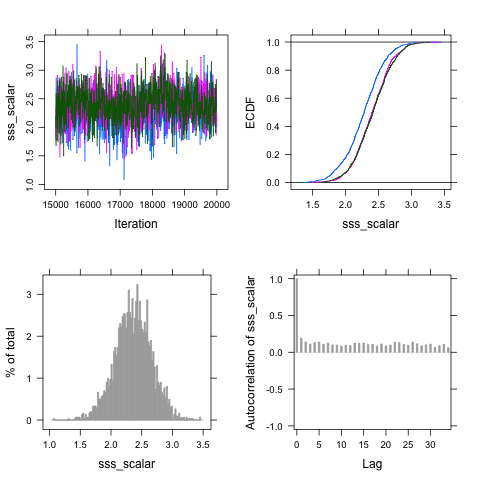 sss_scalar
3.5
3.0
2.5
2.0
1.5
1.0
15000 16000 17000 18000 19000 20000
Iteration
ECDF
1.0
0.8
0.6
0.4
0.2
0.0
1.5 2.0 2.5 3.0 3.5
sss_scalar
% of total
3
2
1
0
1.0 1.5 2.0 2.5 3.0 3.5
sss_scalar
Autocorrelation of sss_scalar
1.0
0.5
0.0
-0.5
-1.0
0 5 10 15 20 25 30
Lag